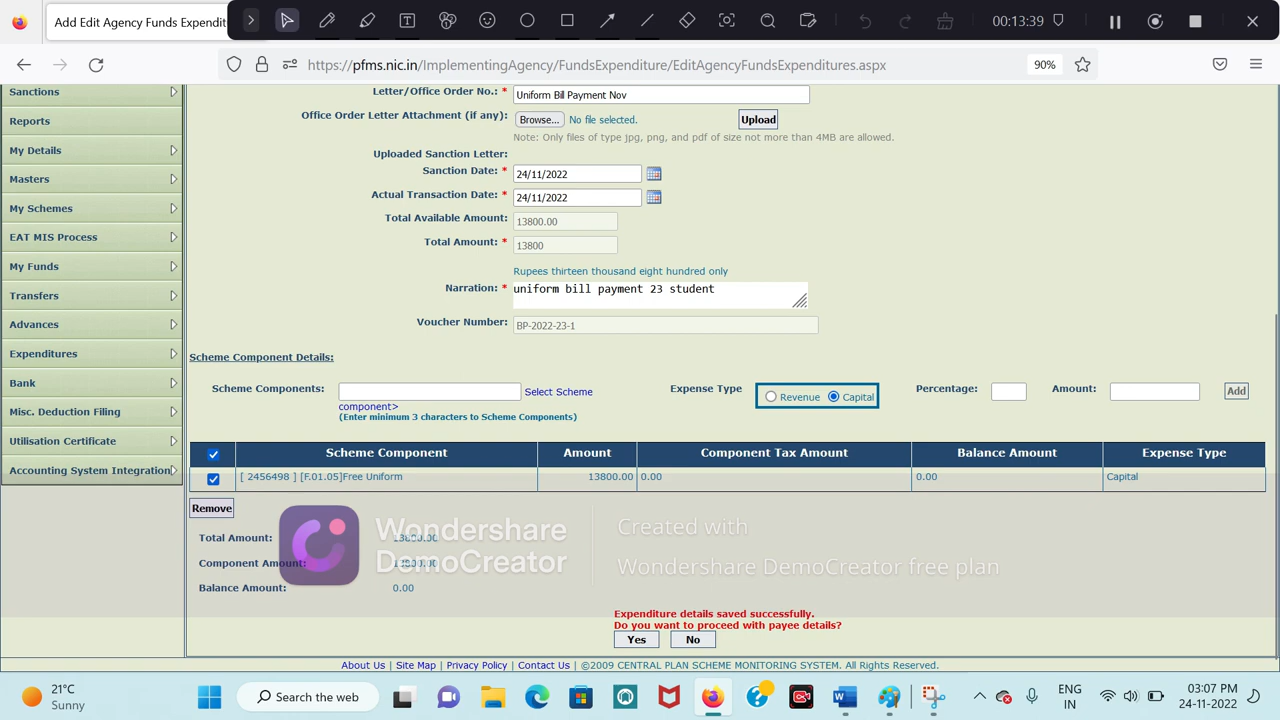 Add Edit Agency Funds Expendit
00:13:39
https://pfms.nic.in/ImplementingAgency/FundsExpenditure/EditAgencyFundsExpenditures.aspx
90%
Sanctions
Reports
My Details
Masters
My Schemes
EAT MIS Process
My Funds
Transfers
Advances
Expenditures
Bank
Misc. Deduction Filing
Utilisation Certificate
Accounting System Integration
Letter/Office Order No.: * Uniform Bill Payment Nov
Office Order Letter Attachment (if any): Browse... No file selected. Upload
Note: Only files of type jpg, png, and pdf of size not more than 4MB are allowed.
Uploaded Sanction Letter:
Sanction Date: * 24/11/2022
Actual Transaction Date: * 24/11/2022
Total Available Amount: 13800.00
Total Amount: * 13800
Rupees thirteen thousand eight hundred only
Narration: * uniform bill payment 23 student
Voucher Number: BP-2022-23-1
Scheme Component Details:
Scheme Components: Select Scheme component>
(Enter minimum 3 characters to Scheme Components)
Expense Type Revenue Capital Percentage: Amount: Add
Scheme Component Amount Component Tax Amount Balance Amount Expense Type
[ 2456498 ] [F.01.05]Free Uniform 13800.00 0.00 0.00 Capital
Remove
Total Amount: 13800.00
Component Amount: 13800.00
Balance Amount: 0.00
Wondershare
DemoCreator
Created with
Wondershare DemoCreator free plan
Expenditure details saved successfully.
Do you want to proceed with payee details?
Yes No
About Us | Site Map | Privacy Policy | Contact Us | ©2009 CENTRAL PLAN SCHEME MONITORING SYSTEM. All Rights Reserved.
21°C
Sunny
Search the web
ENG
IN
03:07 PM
24-11-2022